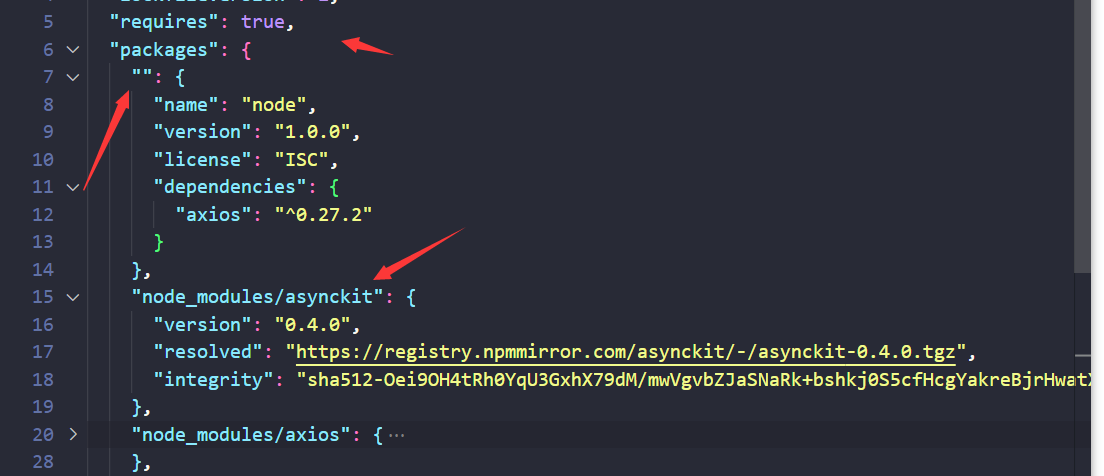 5 "requires": true,
6 "packages": {
7 "": {
8 "name": "node",
9 "version": "1.0.0",
10 "license": "ISC",
11 "dependencies": {
12 "axios": "^0.27.2"
13 }
14 },
15 "node_modules/asynckit": {
16 "version": "0.4.0",
17 "resolved": "https://registry.npmmirror.com/asynckit/-/asynckit-0.4.0.tgz",
18 "integrity": "sha512-Oei9OH4tRh0YqU3GxhX79dM/mwVgvbZJaSNaRk+bshkj0S5cfHcgYakreBjrHwat
19 },
20 "node_modules/axios": {···
28 },